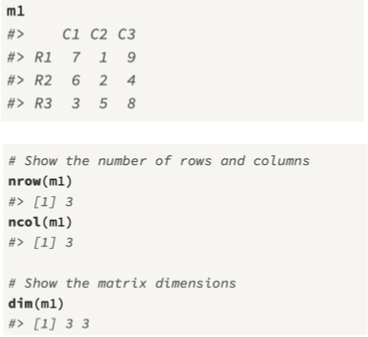 m1
#>    C1 C2 C3
#> R1  7  1  9
#> R2  6  2  4
#> R3  3  5  8
# Show the number of rows and columns
nrow(m1)
#> [1] 3
ncol(m1)
#> [1] 3
# Show the matrix dimensions
dim(m1)
#> [1] 3 3